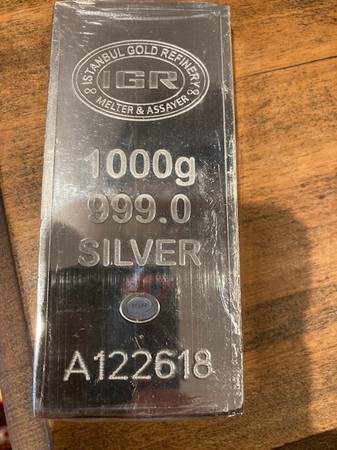 ISTANBUL GOLD REFINERY
IGR
MELTER & ASSAYER
1000g
999.0
SILVER
A122618